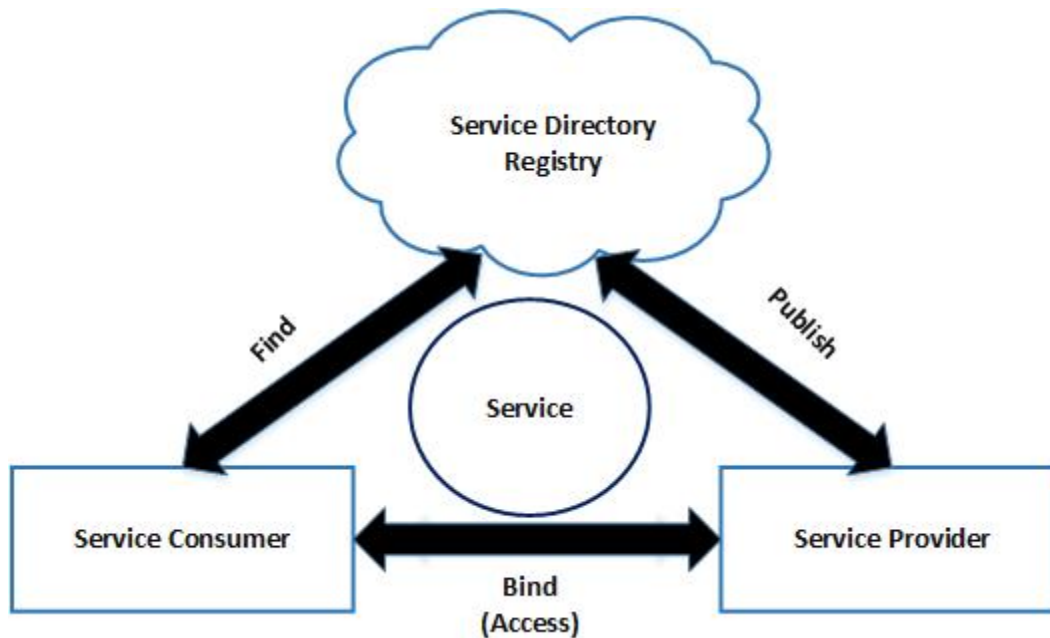 Service Directory
Registry
Find
Publish
Service
Service Consumer
Service Provider
Bind
(Access)